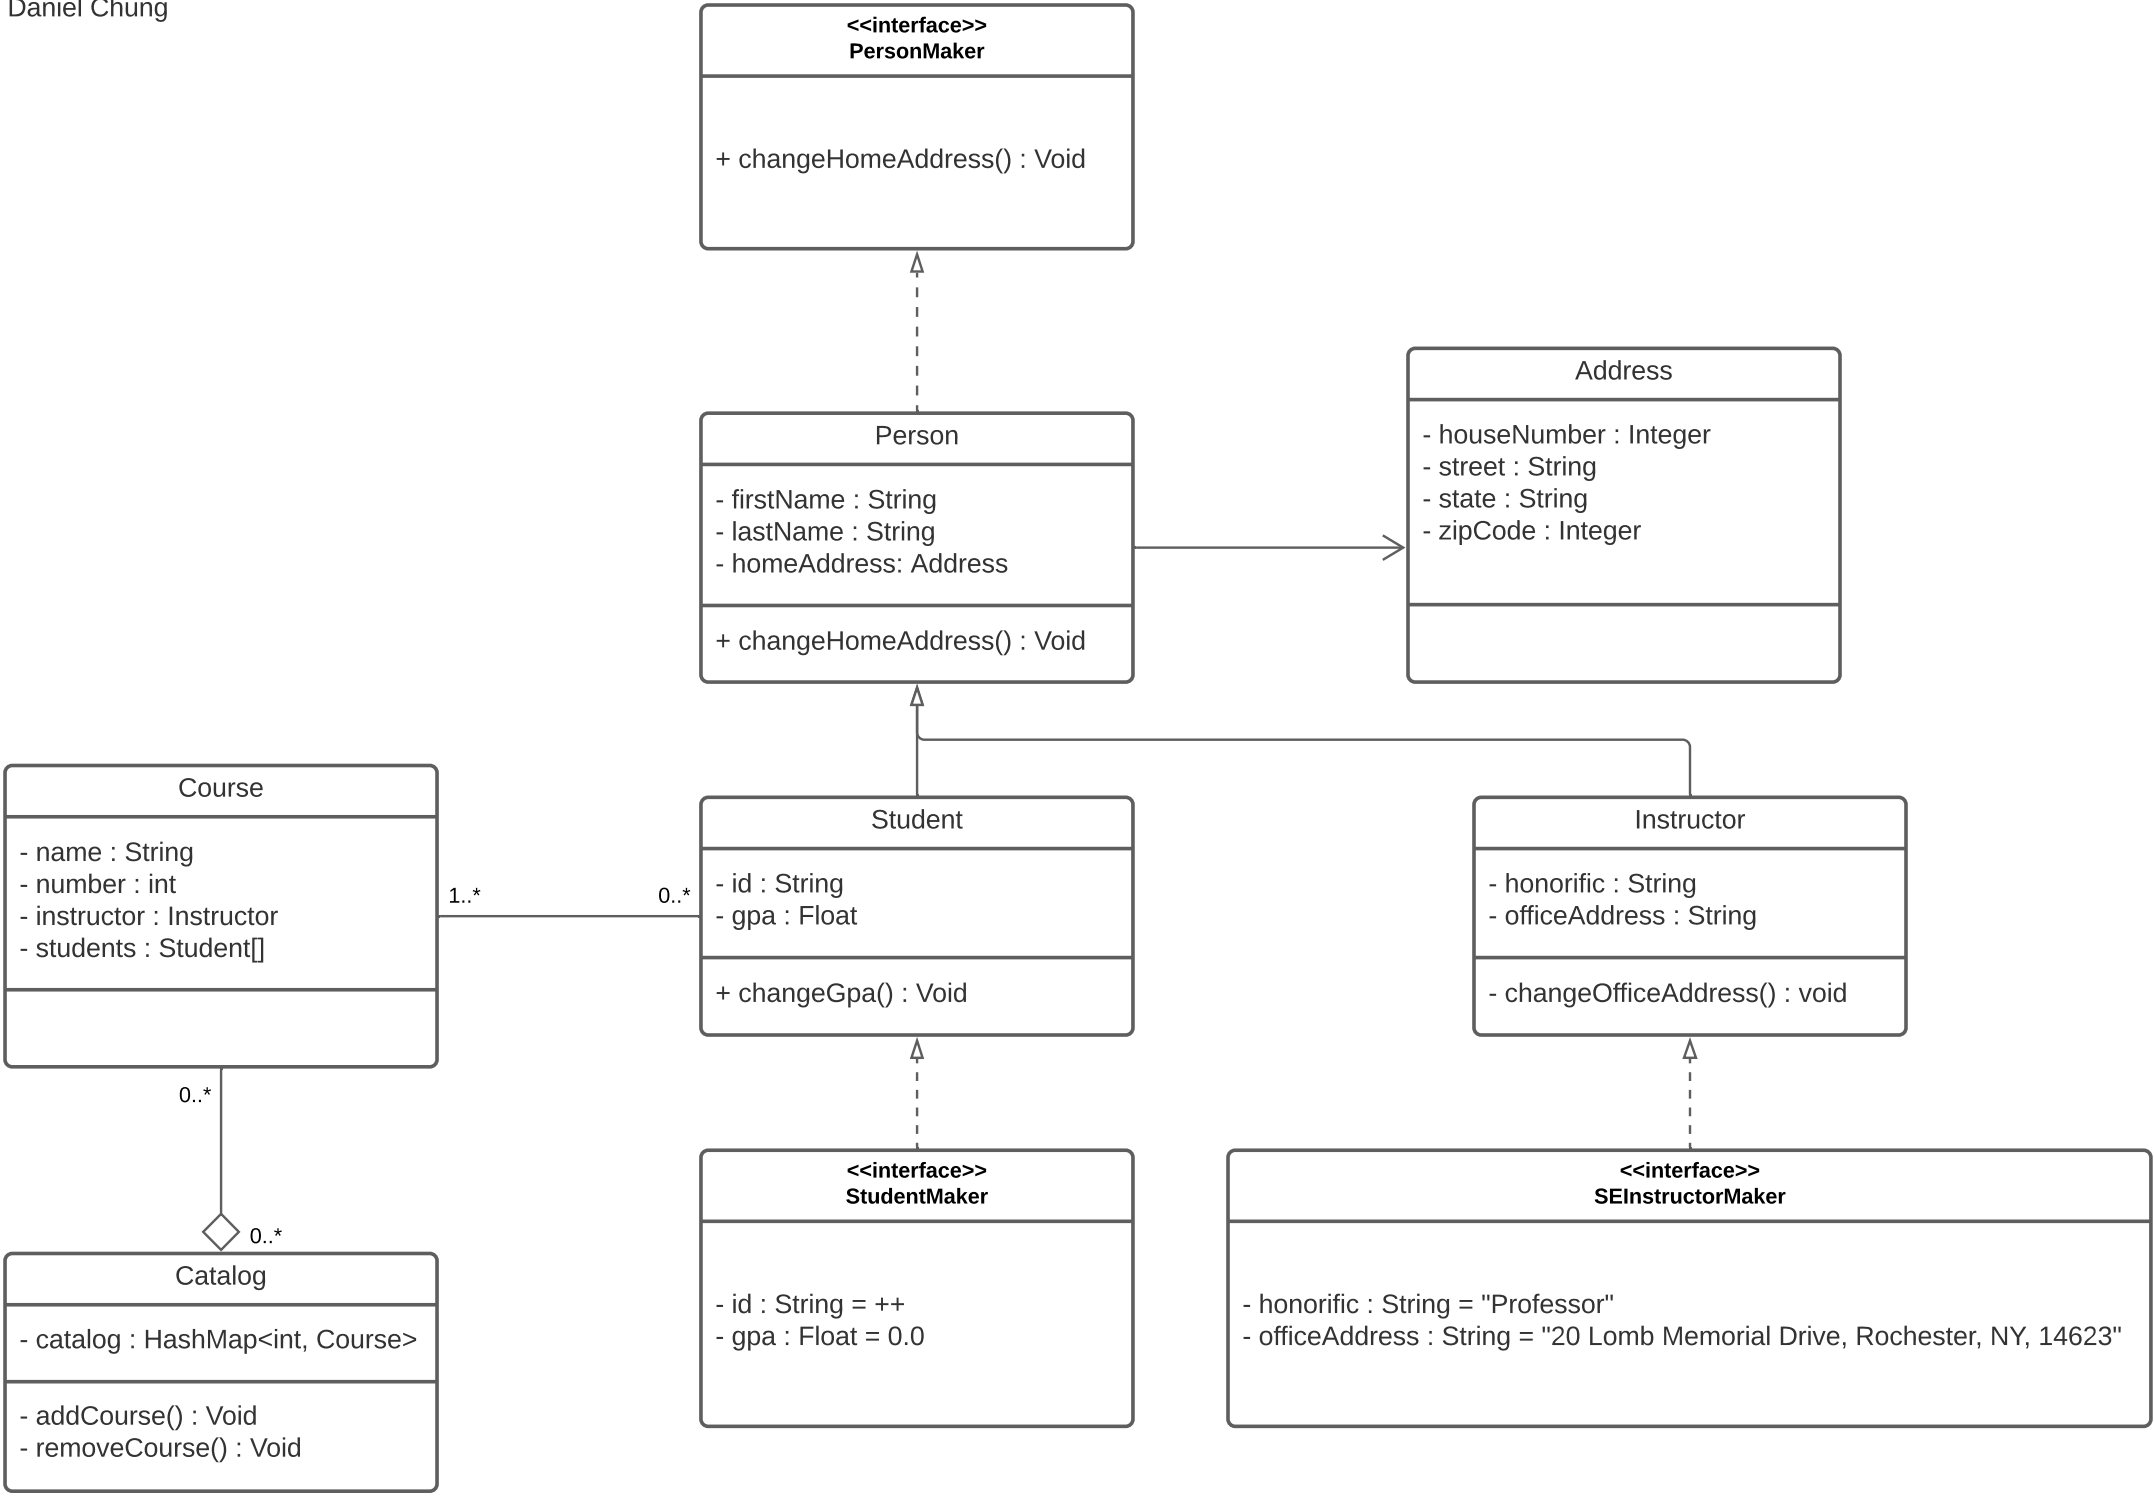 Daniel Chung
<<interface>>
PersonMaker
+ changeHomeAddress() : Void
Person
- firstName : String
- lastName : String
- homeAddress: Address
+ changeHomeAddress() : Void
Address
- houseNumber : Integer
- street : String
- state : String
- zipCode : Integer
Course
- name : String
- number : int
- instructor : Instructor
- students : Student[]
1..*
0..*
Student
- id : String
- gpa : Float
+ changeGpa() : Void
Instructor
- honorific : String
- officeAddress : String
- changeOfficeAddress() : void
0..*
0..*
Catalog
- catalog : HashMap<int, Course>
- addCourse() : Void
- removeCourse() : Void
<<interface>>
StudentMaker
- id : String = ++
- gpa : Float = 0.0
<<interface>>
SEInstructorMaker
- honorific : String = "Professor"
- officeAddress : String = "20 Lomb Memorial Drive, Rochester, NY, 14623"